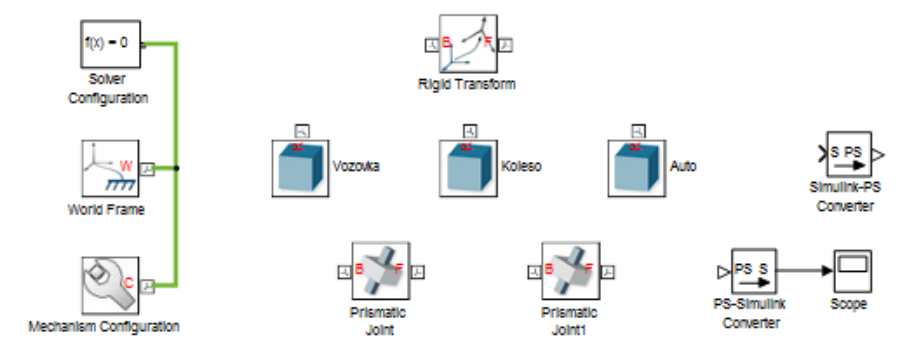 f(x) = 0
Solver
Configuration
B
F
Rigid Transform
W
World Frame
Vozovka
Koleso
Auto
S PS
Simulink-PS
Converter
C
Mechanism Configuration
B
F
Prismatic
Joint
B
F
Prismatic
Joint1
PS S
PS-Simulink
Converter
Scope